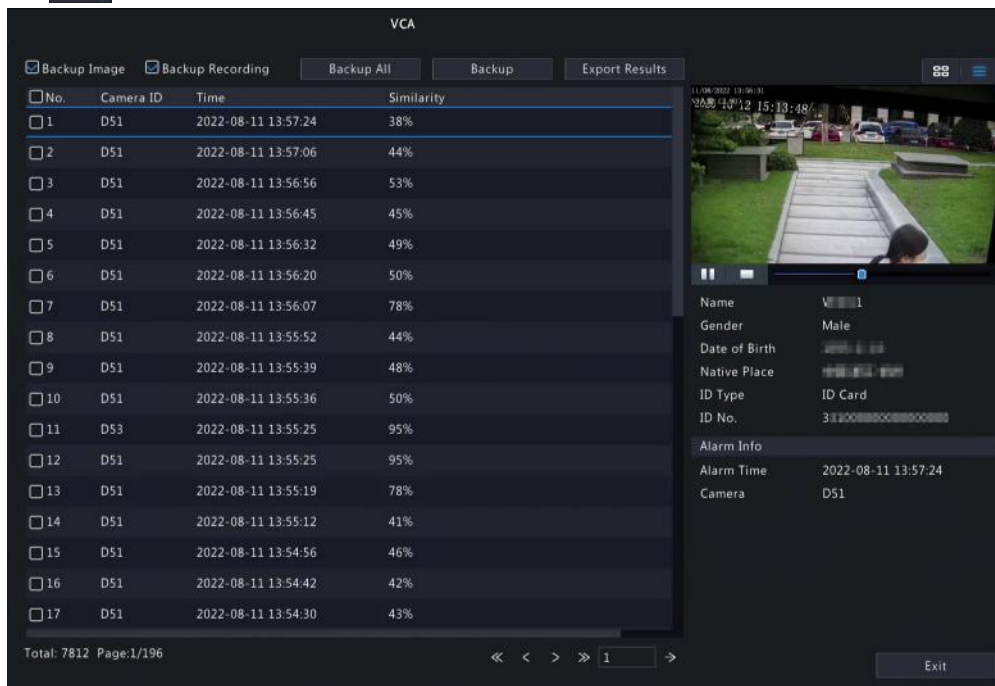 VCA
Backup Image Backup Recording Backup All Backup Export Results
No. Camera ID Time Similarity
1 D51 2022-08-11 13:57:24 38%
2 D51 2022-08-11 13:57:06 44%
3 D51 2022-08-11 13:56:56 53%
4 D51 2022-08-11 13:56:45 45%
5 D51 2022-08-11 13:56:32 49%
6 D51 2022-08-11 13:56:20 50%
7 D51 2022-08-11 13:56:07 78%
8 D51 2022-08-11 13:55:52 44%
9 D51 2022-08-11 13:55:39 48%
10 D51 2022-08-11 13:55:36 50%
11 D53 2022-08-11 13:55:25 95%
12 D51 2022-08-11 13:55:25 95%
13 D51 2022-08-11 13:55:19 78%
14 D51 2022-08-11 13:55:12 41%
15 D51 2022-08-11 13:54:56 46%
16 D51 2022-08-11 13:54:42 42%
17 D51 2022-08-11 13:54:30 43%
Total: 7812 Page:1/196
1
15:13:48
Name
Gender Male
Date of Birth
Native Place
ID Type ID Card
ID No.
Alarm Info
Alarm Time 2022-08-11 13:57:24
Camera D51
Exit